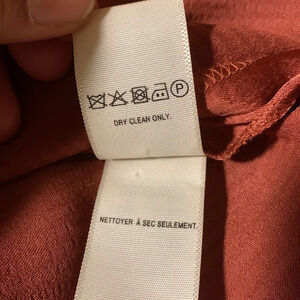 P
DRY CLEAN ONLY.
NETTOYER À SEC SEULEMENT.